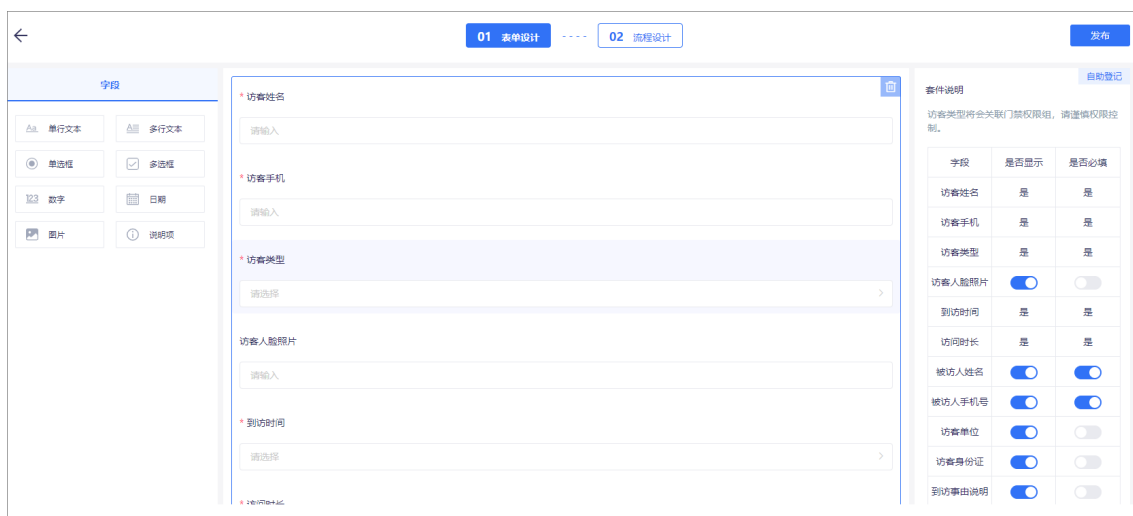 01 表单设计
02 流程设计
发布
字段
Aa 单行文本
A 多行文本
单选框
多选框
123 数字
日期
图片
说明项
* 访客姓名
请输入
* 访客手机
请输入
* 访客类型
请选择
访客人脸照片
请输入
* 到访时间
请选择
* 访问时长
自助登记
套件说明
访客类型将会关联门禁权限组，请谨慎权限控
制。
字段 是否显示 是否必填
访客姓名 是 是
访客手机 是 是
访客类型 是 是
访客人脸照片
到访时间 是 是
访问时长 是 是
被访人姓名
被访人手机号
访客单位
访客身份证
到访事由说明